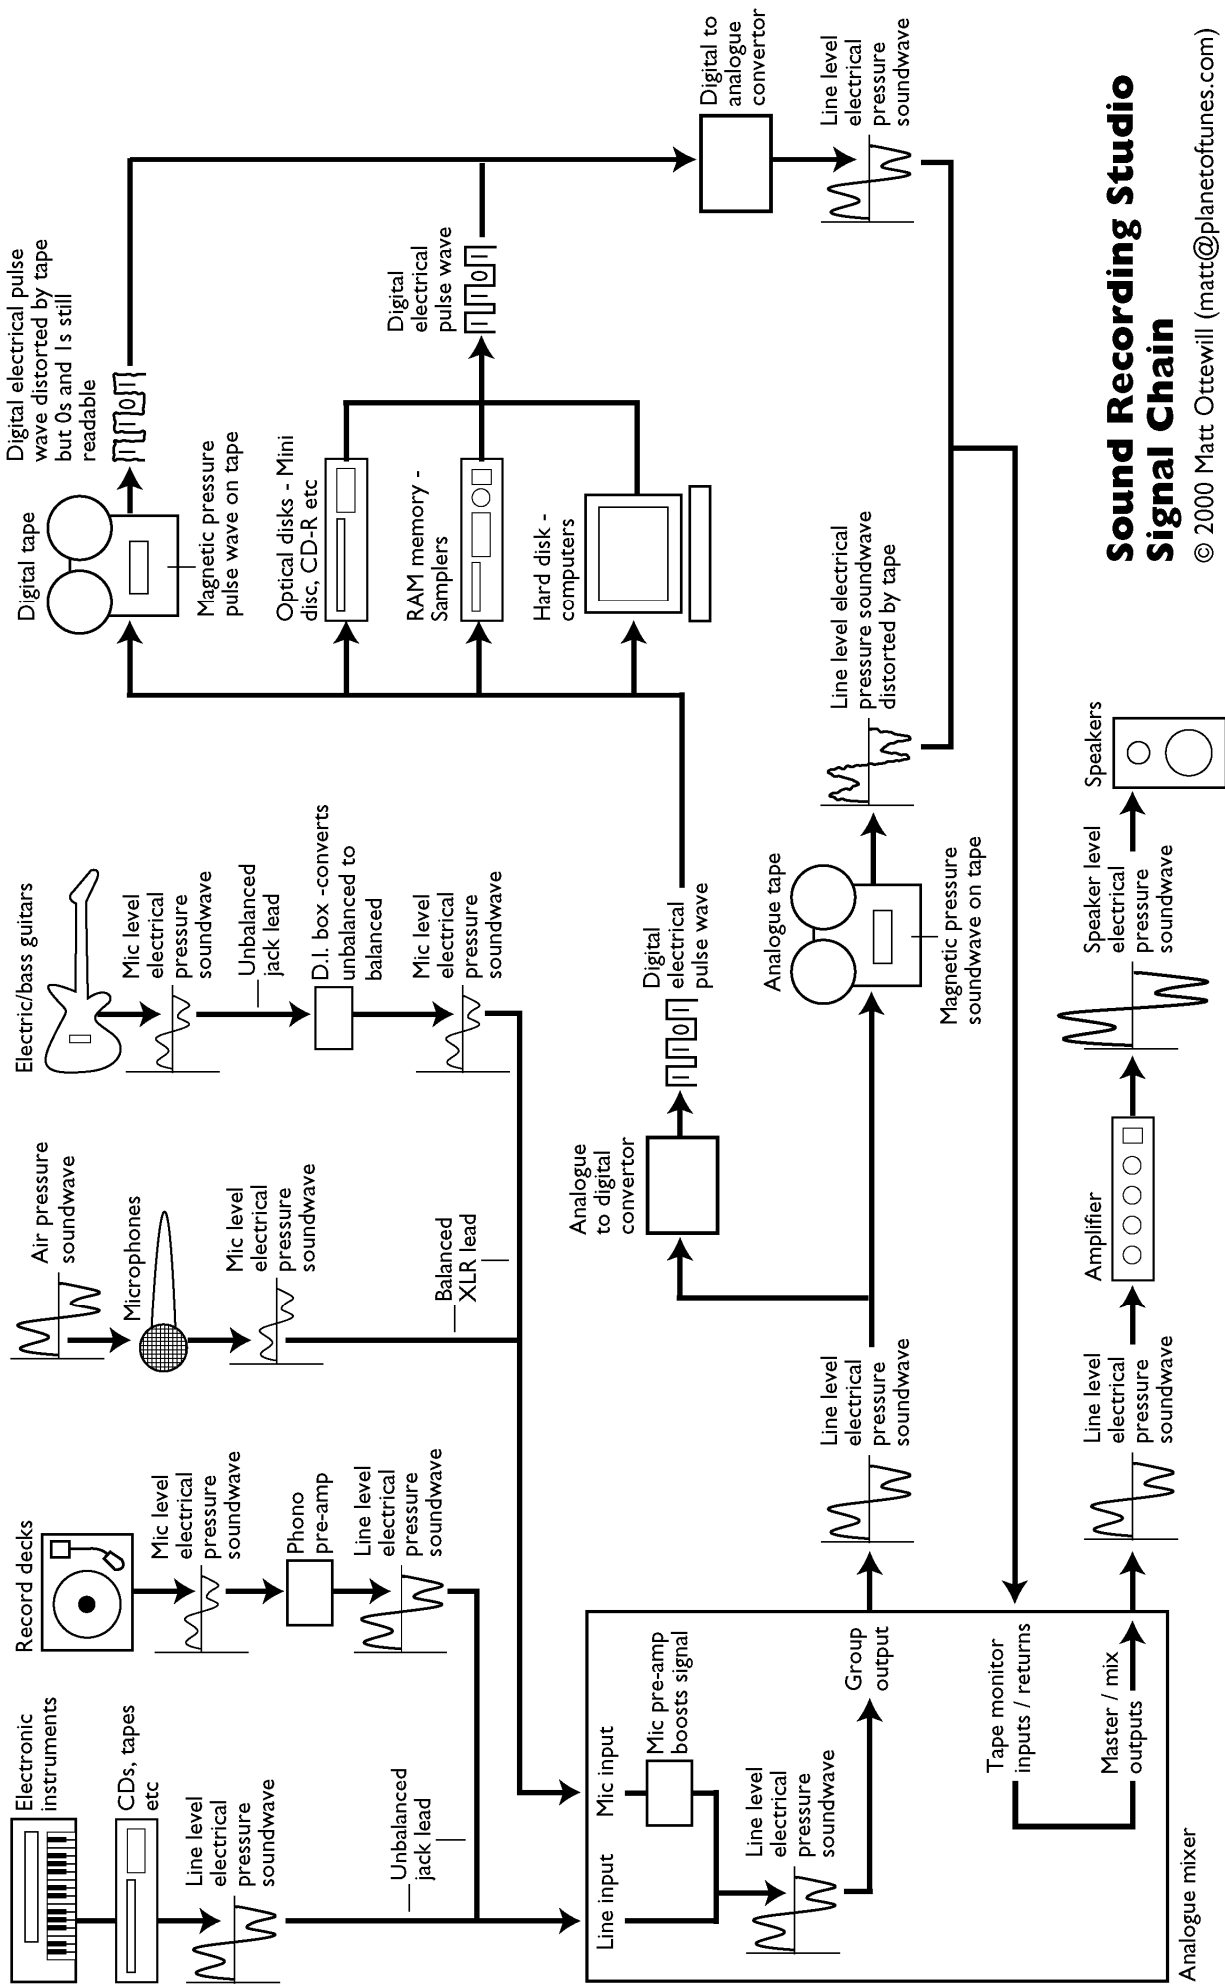 Electronic
instruments
CDs, tapes
etc
Line level
electrical
pressure
soundwave
Unbalanced
jack lead
Record decks
Mic level
electrical
pressure
soundwave
Phono
pre-amp
Line level
electrical
pressure
soundwave
Air pressure
soundwave
Microphones
Mic level
electrical
pressure
soundwave
Balanced
XLR lead
Electric/bass guitars
Mic level
electrical
pressure
soundwave
Unbalanced
jack lead
D.I. box -converts
unbalanced to
balanced
Mic level
electrical
pressure
soundwave
Digital tape
Magnetic pressure
pulse wave on tape
Digital electrical pulse
wave distorted by tape
but 0s and 1s still
readable
1101
Optical disks - Mini
disc, CD-R etc
RAM memory -
Samplers
Hard disk -
computers
Digital
electrical
pulse wave
1101
Digital to
analogue
convertor
Line level
electrical
pressure
soundwave
Line input
Mic input
Mic pre-amp
boosts signal
Line level
electrical
pressure
soundwave
Group
output
Tape monitor
inputs / returns
Master / mix
outputs
Analogue mixer
Analogue
to digital
convertor
1101
Digital
electrical
pulse wave
Line level
electrical
pressure
soundwave
Analogue tape
Magnetic pressure
soundwave on tape
Line level electrical
pressure soundwave
distorted by tape
Line level
electrical
pressure
soundwave
Amplifier
Speaker level
electrical
pressure
soundwave
Speakers
Sound Recording Studio
Signal Chain
© 2000 Matt Ottewill (matt@planetoftunes.com)